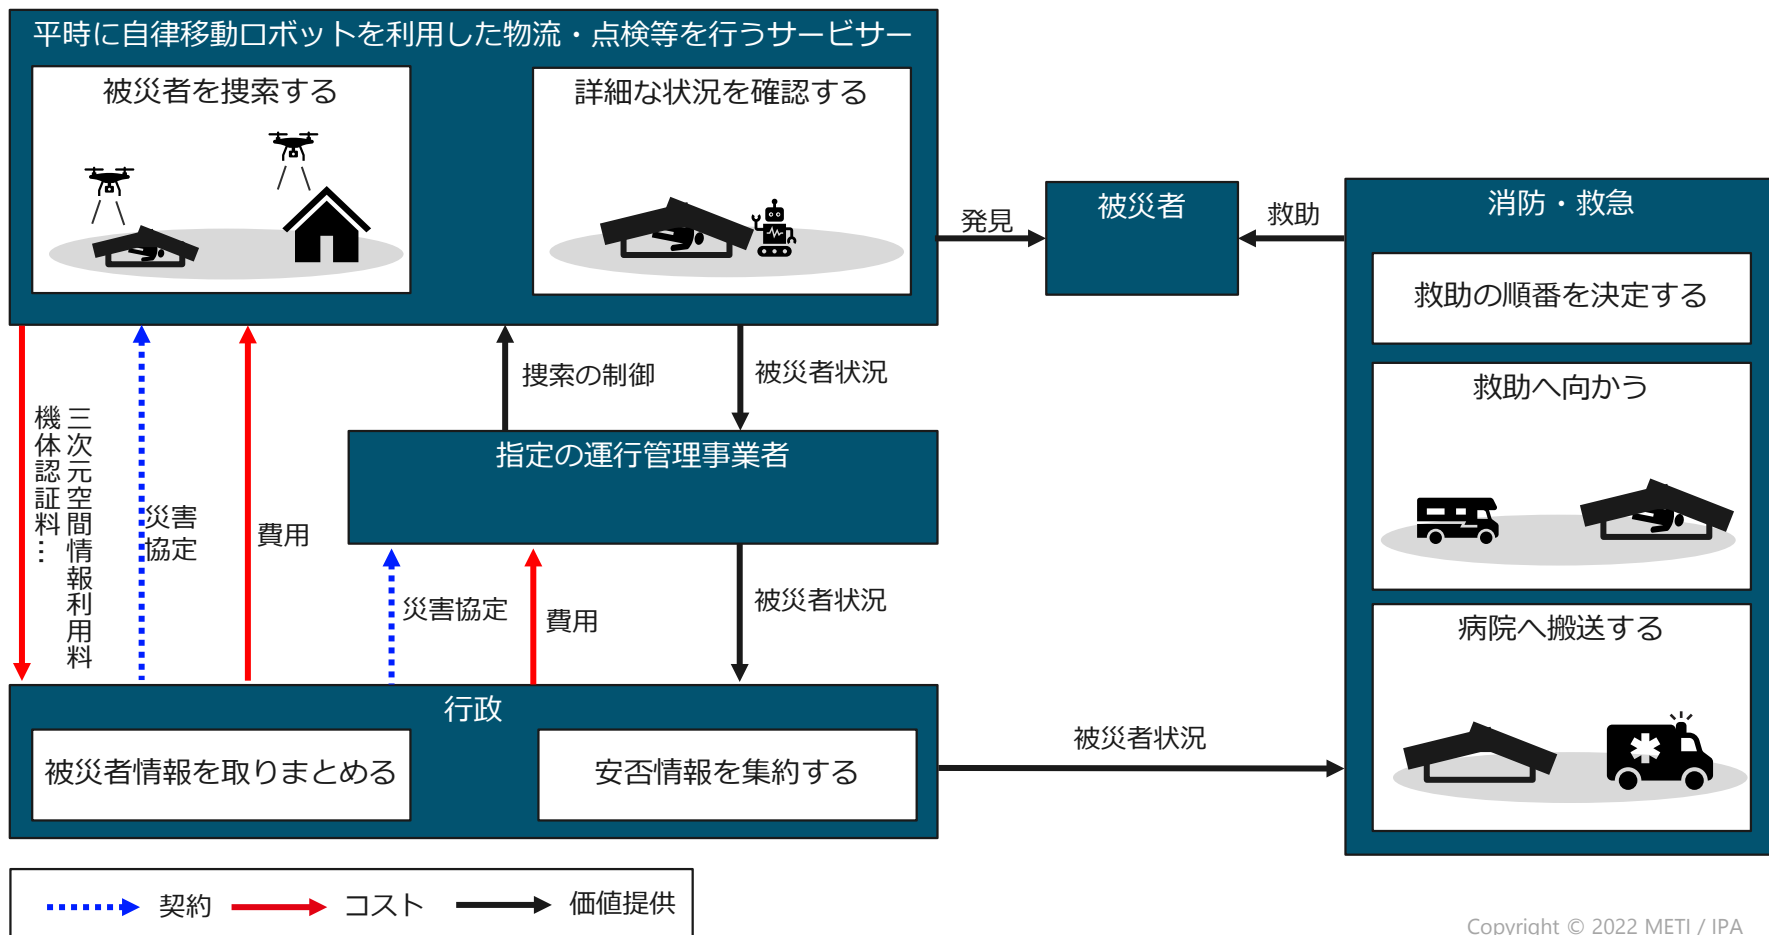 平時に自律移動ロボットを利用した物流・点検等を行うサービサー
被災者を捜索する
詳細な状況を確認する
発見
被災者
救助
消防・救急
救助の順番を決定する
救助へ向かう
病院へ搬送する
三次元空間情報利用料
機体認証料…
災害
協定
費用
捜索の制御
被災者状況
指定の運行管理事業者
災害協定
費用
被災者状況
行政
被災者情報を取りまとめる
安否情報を集約する
被災者状況
契約
コスト
価値提供
Copyright © 2022 METI / IPA